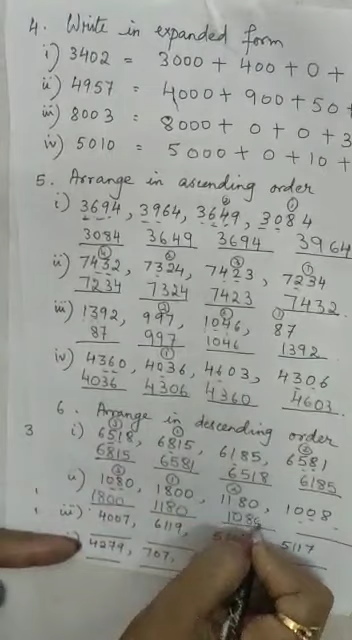 4. Write in expanded form
i) 3402 = 3000 + 400 + 0 +
ii) 4957 = 4000 + 900 + 50 +
iii) 8003 = 8000 + 0 + 0 + 3
iv) 5010 = 5000 + 0 + 10 +
5. Arrange in ascending order
i) 3694, 3964, 3649, 3084
3084 3649 3694 3964
ii) 7432, 7324, 7423, 7234
7234 7324 7423 7432
iii) 1392, 997, 1046, 87
87 997 1046 1392
iv) 4360, 4036, 4603, 4306
4036 4306 4360 4603
6. Arrange in descending order
3 i) 6518, 6815, 6185, 6581
6815 6581 6518 6185
ii) 1080, 1800, 1180, 1008
1800 1180 108
iii) 4007, 6119, 5117
4279, 707,